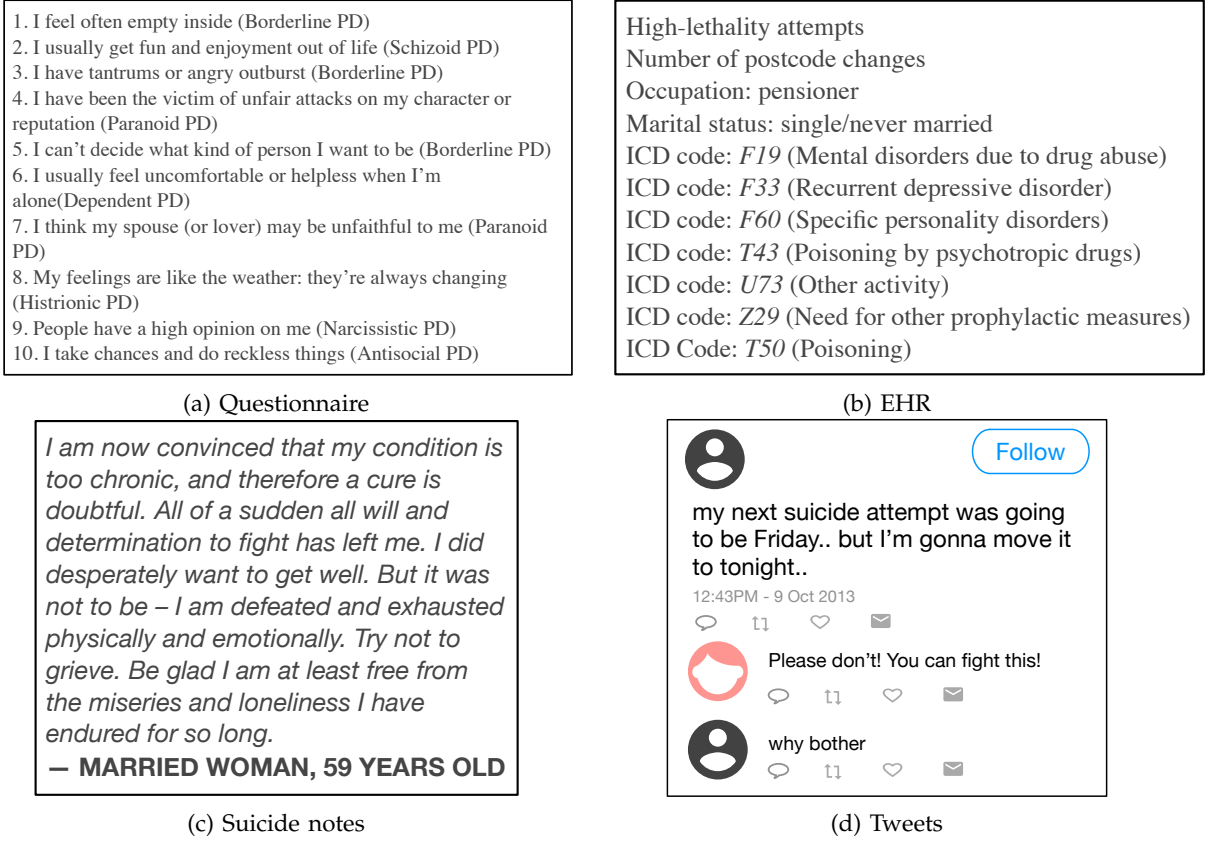 1. I feel often empty inside (Borderline PD)
2. I usually get fun and enjoyment out of life (Schizoid PD)
3. I have tantrums or angry outburst (Borderline PD)
4. I have been the victim of unfair attacks on my character or
reputation (Paranoid PD)
5. I can't decide what kind of person I want to be (Borderline PD)
6. I usually feel uncomfortable or helpless when I'm
alone(Dependent PD)
7. I think my spouse (or lover) may be unfaithful to me (Paranoid
PD)
8. My feelings are like the weather: they're always changing
(Histrionic PD)
9. People have a high opinion on me (Narcissistic PD)
10. I take chances and do reckless things (Antisocial PD)
(a) Questionnaire
High-lethality attempts
Number of postcode changes
Occupation: pensioner
Marital status: single/never married
ICD code: F19 (Mental disorders due to drug abuse)
ICD code: F33 (Recurrent depressive disorder)
ICD code: F60 (Specific personality disorders)
ICD code: T43 (Poisoning by psychotropic drugs)
ICD code: U73 (Other activity)
ICD code: Z29 (Need for other prophylactic measures)
ICD Code: T50 (Poisoning)
(b) EHR
I am now convinced that my condition is
too chronic, and therefore a cure is
doubtful. All of a sudden all will and
determination to fight has left me. I did
desperately want to get well. But it was
not to be – I am defeated and exhausted
physically and emotionally. Try not to
grieve. Be glad I am at least free from
the miseries and loneliness I have
endured for so long.
— MARRIED WOMAN, 59 YEARS OLD
(c) Suicide notes
Follow
my next suicide attempt was going
to be Friday.. but I'm gonna move it
to tonight..
12:43PM - 9 Oct 2013
Please don't! You can fight this!
why bother
(d) Tweets